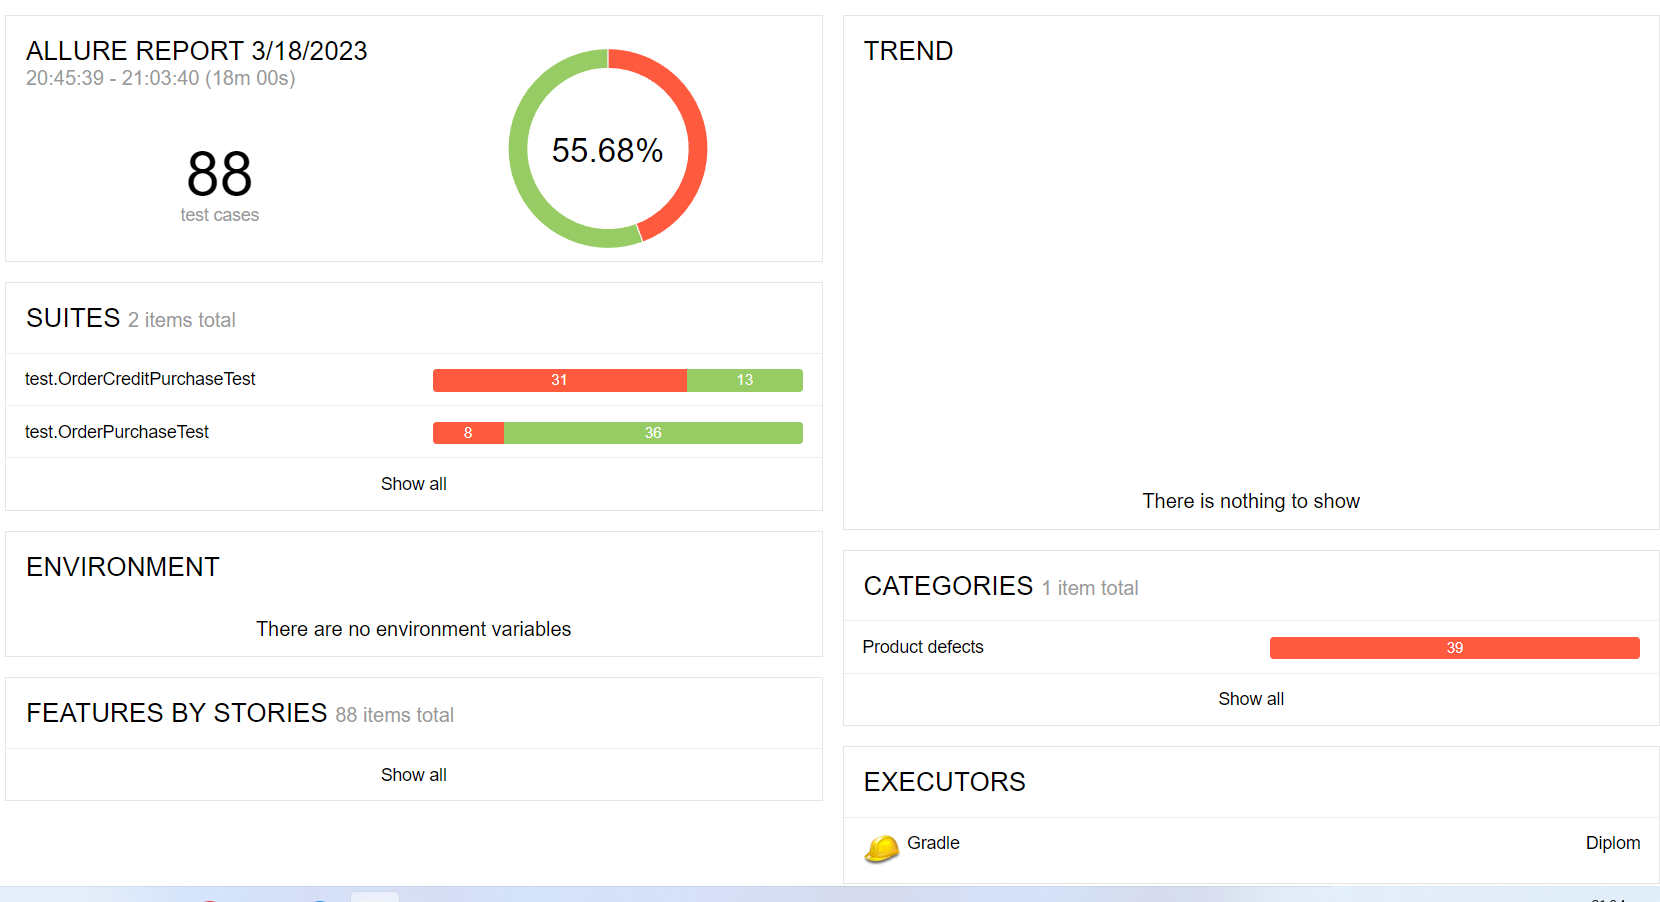 ALLURE REPORT 3/18/2023
20:45:39 - 21:03:40 (18m 00s)
88
test cases
55.68%
SUITES 2 items total
test.OrderCreditPurchaseTest 31 13
test.OrderPurchaseTest 8 36
Show all
ENVIRONMENT
There are no environment variables
FEATURES BY STORIES 88 items total
Show all
TREND
There is nothing to show
CATEGORIES 1 item total
Product defects 39
Show all
EXECUTORS
Gradle Diplom